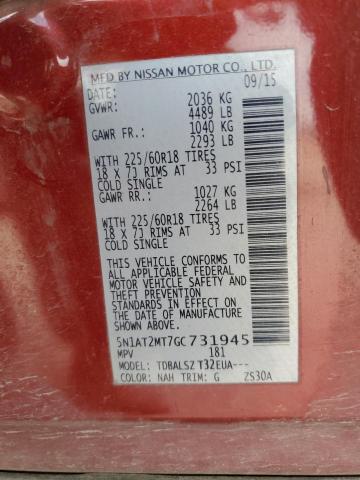 MFD BY NISSAN MOTOR CO., LTD.
DATE: 09/15
GVWR: 2036 KG
4489 LB
GAWR FR.: 1040 KG
2293 LB
WITH 225/60R18 TIRES
18 X 7J RIMS AT 33 PSI
COLD SINGLE
GAWR RR.: 1027 KG
2264 LB
WITH 225/60R18 TIRES
18 X 7J RIMS AT 33 PSI
COLD SINGLE
THIS VEHICLE CONFORMS TO
ALL APPLICABLE FEDERAL
MOTOR VEHICLE SAFETY AND
THEFT PREVENTION
STANDARDS IN EFFECT ON
THE DATE OF MANUFACTURE
SHOWN ABOVE.
5N1AT2MT7GC731945
MPV 181
MODEL: TDBALSZ T32EUA---
COLOR: NAH TRIM: G ZS30A